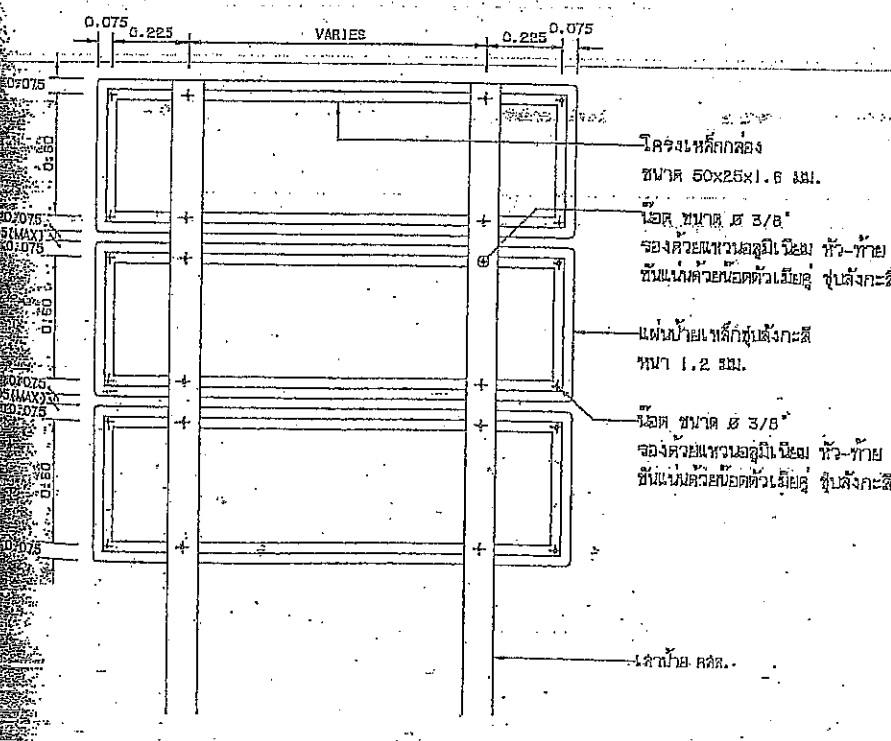 0.075
0.225
VARIES
0.225
0.075
0.075
0.60
0.075
0.075
0.60
0.075
0.075
0.60
0.075
โครงเหล็กกล่อง
ขนาด 50x25x1.6 มม.
น๊อต ขนาด ø 3/8"
รองด้วยแหวนอลูมิเนียม หัว-ท้าย
ขันแน่นด้วยน๊อตตัวเมียคู่ ชุบสังกะสี
แผ่นป้ายเหล็กชุบสังกะสี
หนา 1.2 มม.
น๊อต ขนาด ø 3/8"
รองด้วยแหวนอลูมิเนียม หัว-ท้าย
ขันแน่นด้วยน๊อตตัวเมียคู่ ชุบสังกะสี
เสาป้าย คสล.